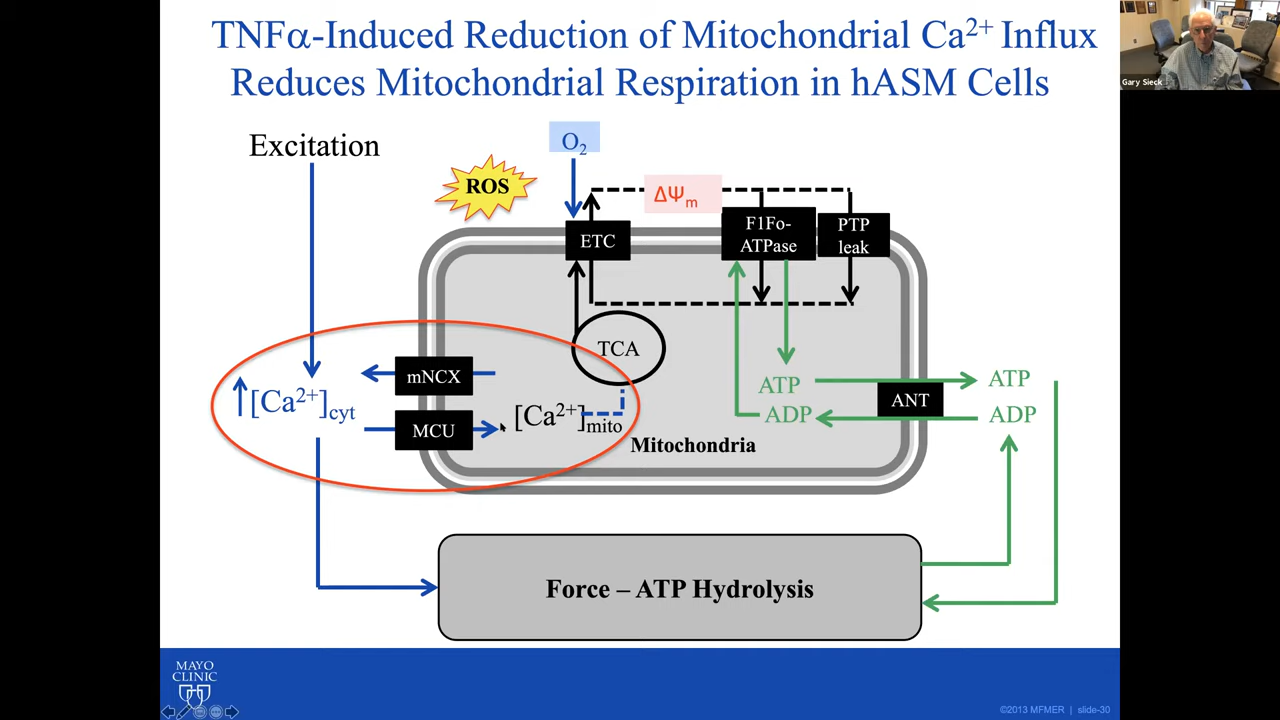 TNFα-Induced Reduction of Mitochondrial Ca²⁺ Influx
Reduces Mitochondrial Respiration in hASM Cells
Gary Sieck
Excitation
O₂
ROS
ΔΨm
ETC
F1Fo-
ATPase
PTP
leak
TCA
mNCX
↑[Ca²⁺]cyt
MCU
[Ca²⁺]mito
Mitochondria
ATP
ADP
ANT
ATP
ADP
Force – ATP Hydrolysis
MAYO
CLINIC
©2013 MFMER | slide-30